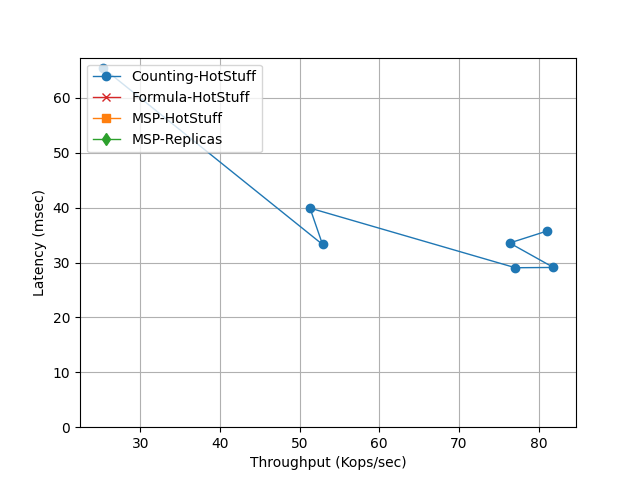 Counting-HotStuff
Formula-HotStuff
MSP-HotStuff
MSP-Replicas
60
50
40
30
20
10
0
Latency (msec)
30 40 50 60 70 80
Throughput (Kops/sec)